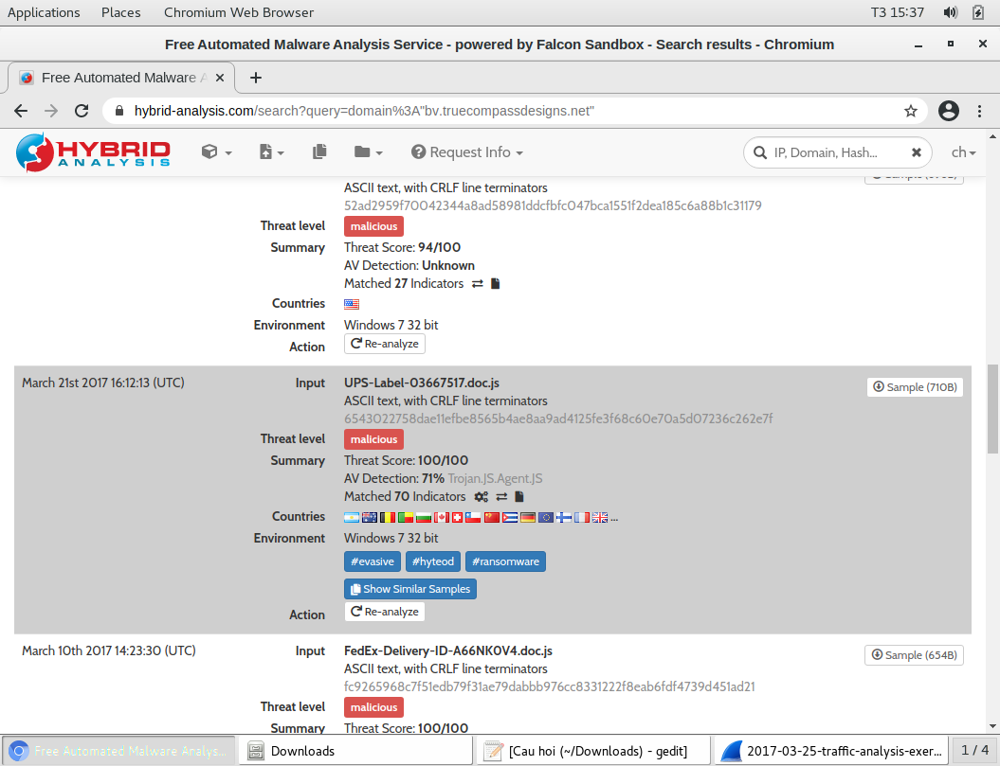 Applications Places Chromium Web Browser T3 15:37
Free Automated Malware Analysis Service - powered by Falcon Sandbox - Search results - Chromium
Free Automated Malware A
hybrid-analysis.com/search?query=domain%3A"bv.truecompassdesigns.net"
HYBRID
ANALYSIS
Request Info
IP, Domain, Hash...
ch
ASCII text, with CRLF line terminators
52ad2959f70042344a8ad58981ddcfbfc047bca1551f2dea185c6a88b1c31179
Threat level malicious
Summary Threat Score: 94/100
AV Detection: Unknown
Matched 27 Indicators
Countries
Environment Windows 7 32 bit
Action Re-analyze
March 21st 2017 16:12:13 (UTC) Input UPS-Label-03667517.doc.js Sample (710B)
ASCII text, with CRLF line terminators
6543022758dae11efbe8565b4ae8aa9ad4125fe3f68c60e70a5d07236c262e7f
Threat level malicious
Summary Threat Score: 100/100
AV Detection: 71% Trojan.JS.Agent.JS
Matched 70 Indicators
Countries ...
Environment Windows 7 32 bit
#evasive #hyteod #ransomware
Show Similar Samples
Action Re-analyze
March 10th 2017 14:23:30 (UTC) Input FedEx-Delivery-ID-A66NK0V4.doc.js Sample (654B)
ASCII text, with CRLF line terminators
fc9265968c7f51edb79f31ae79dabbb976cc8331222f8eab6fdf4739d451ad21
Threat level malicious
Summary Threat Score: 100/100
Free Automated Malware Analys... Downloads [Cau hoi (~/Downloads) - gedit] 2017-03-25-traffic-analysis-exer... 1 / 4